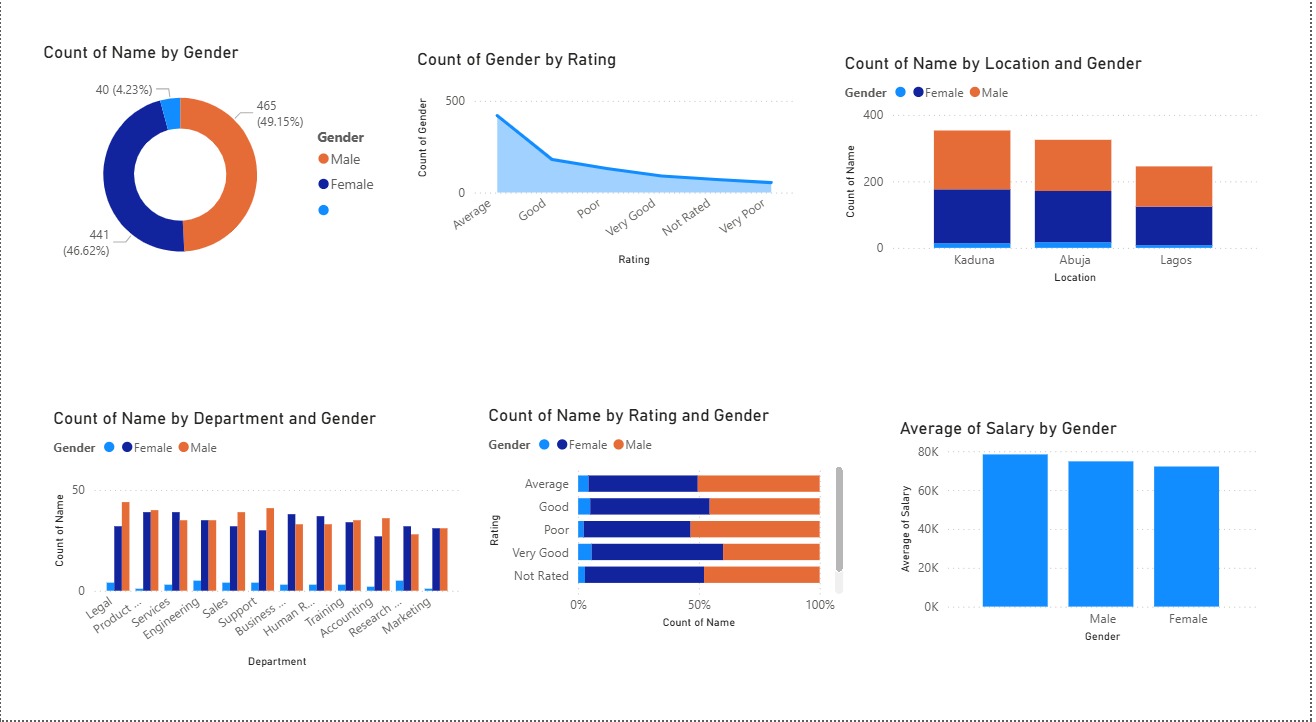 Count of Name by Gender
40 (4.23%)
465
(49.15%)
441
(46.62%)
Gender
Male
Female
Count of Gender by Rating
Count of Gender
500
0
Average
Good
Poor
Very Good
Not Rated
Very Poor
Rating
Count of Name by Location and Gender
Gender Female Male
Count of Name
400
200
0
Kaduna
Abuja
Lagos
Location
Count of Name by Department and Gender
Gender Female Male
Count of Name
50
0
Legal
Product ...
Services
Engineering
Sales
Support
Business ...
Human R...
Training
Accounting
Research ...
Marketing
Department
Count of Name by Rating and Gender
Gender Female Male
Rating
Average
Good
Poor
Very Good
Not Rated
0%
50%
100%
Count of Name
Average of Salary by Gender
Average of Salary
80K
60K
40K
20K
0K
Male
Female
Gender